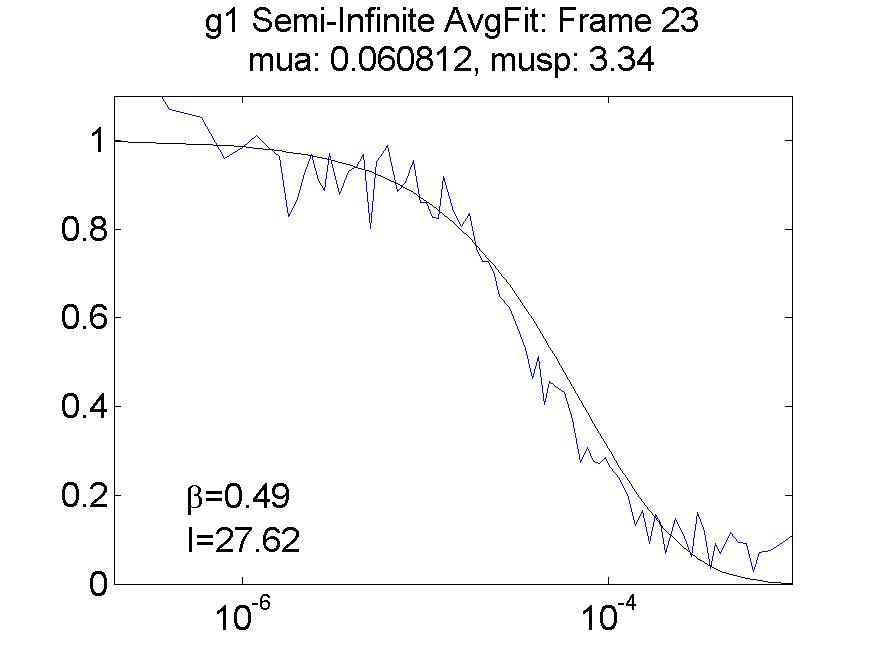 g1 Semi-Infinite AvgFit: Frame 23
mua: 0.060812, musp: 3.34
1
0.8
0.6
0.4
0.2
0
β=0.49
I=27.62
10^-6
10^-4